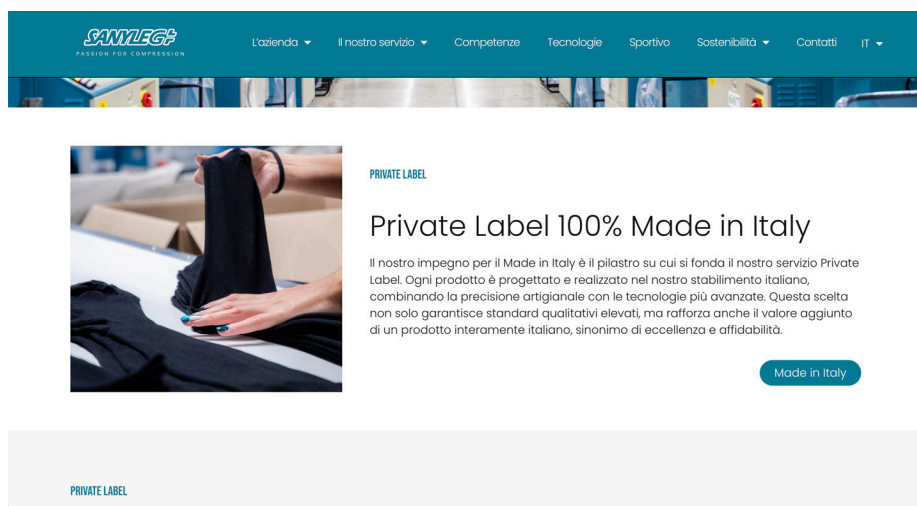 SANYLEGS
PASSION FOR COMPRESSION
L'azienda
Il nostro servizio
Competenze
Tecnologie
Sportivo
Sostenibilità
Contatti
IT
PRIVATE LABEL
Private Label 100% Made in Italy
Il nostro impegno per il Made in Italy è il pilastro su cui si fonda il nostro servizio Private
Label. Ogni prodotto è progettato e realizzato nel nostro stabilimento italiano,
combinando la precisione artigianale con le tecnologie più avanzate. Questa scelta
non solo garantisce standard qualitativi elevati, ma rafforza anche il valore aggiunto
di un prodotto interamente italiano, sinonimo di eccellenza e affidabilità.
Made in Italy
PRIVATE LABEL